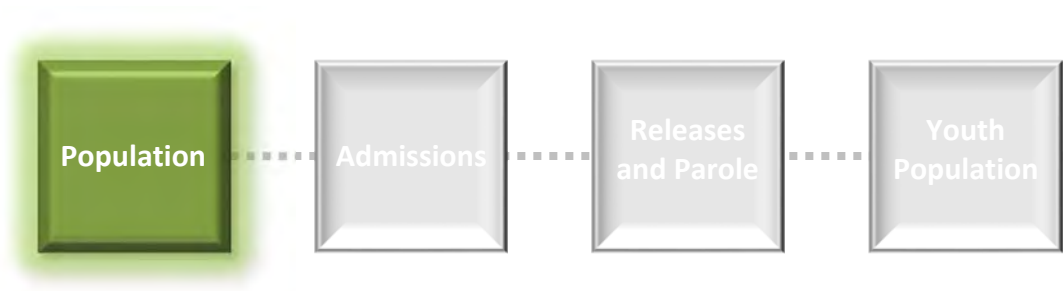 Population
Admissions
Releases
and Parole
Youth
Population